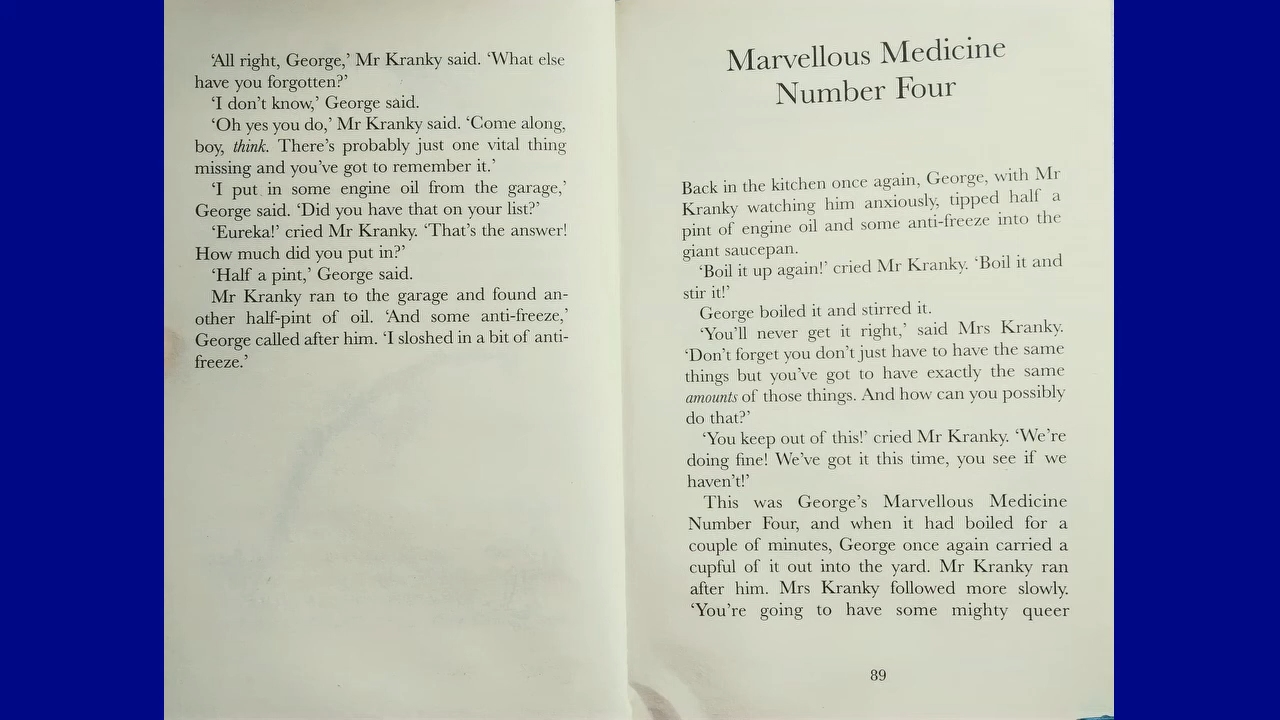 ‘All right, George,’ Mr Kranky said. ‘What else
have you forgotten?’
‘I don’t know,’ George said.
‘Oh yes you do,’ Mr Kranky said. ‘Come along,
boy, think. There’s probably just one vital thing
missing and you’ve got to remember it.’
‘I put in some engine oil from the garage,’
George said. ‘Did you have that on your list?’
‘Eureka!’ cried Mr Kranky. ‘That’s the answer!
How much did you put in?’
‘Half a pint,’ George said.
Mr Kranky ran to the garage and found an-
other half-pint of oil. ‘And some anti-freeze,’
George called after him. ‘I sloshed in a bit of anti-
freeze.’
Marvellous Medicine
Number Four
Back in the kitchen once again, George, with Mr
Kranky watching him anxiously, tipped half a
pint of engine oil and some anti-freeze into the
giant saucepan.
‘Boil it up again!’ cried Mr Kranky. ‘Boil it and
stir it!’
George boiled it and stirred it.
‘You’ll never get it right,’ said Mrs Kranky.
‘Don’t forget you don’t just have to have the same
things but you’ve got to have exactly the same
amounts of those things. And how can you possibly
do that?’
‘You keep out of this!’ cried Mr Kranky. ‘We’re
doing fine! We’ve got it this time, you see if we
haven’t!’
This was George’s Marvellous Medicine
Number Four, and when it had boiled for a
couple of minutes, George once again carried a
cupful of it out into the yard. Mr Kranky ran
after him. Mrs Kranky followed more slowly.
‘You’re going to have some mighty queer
89